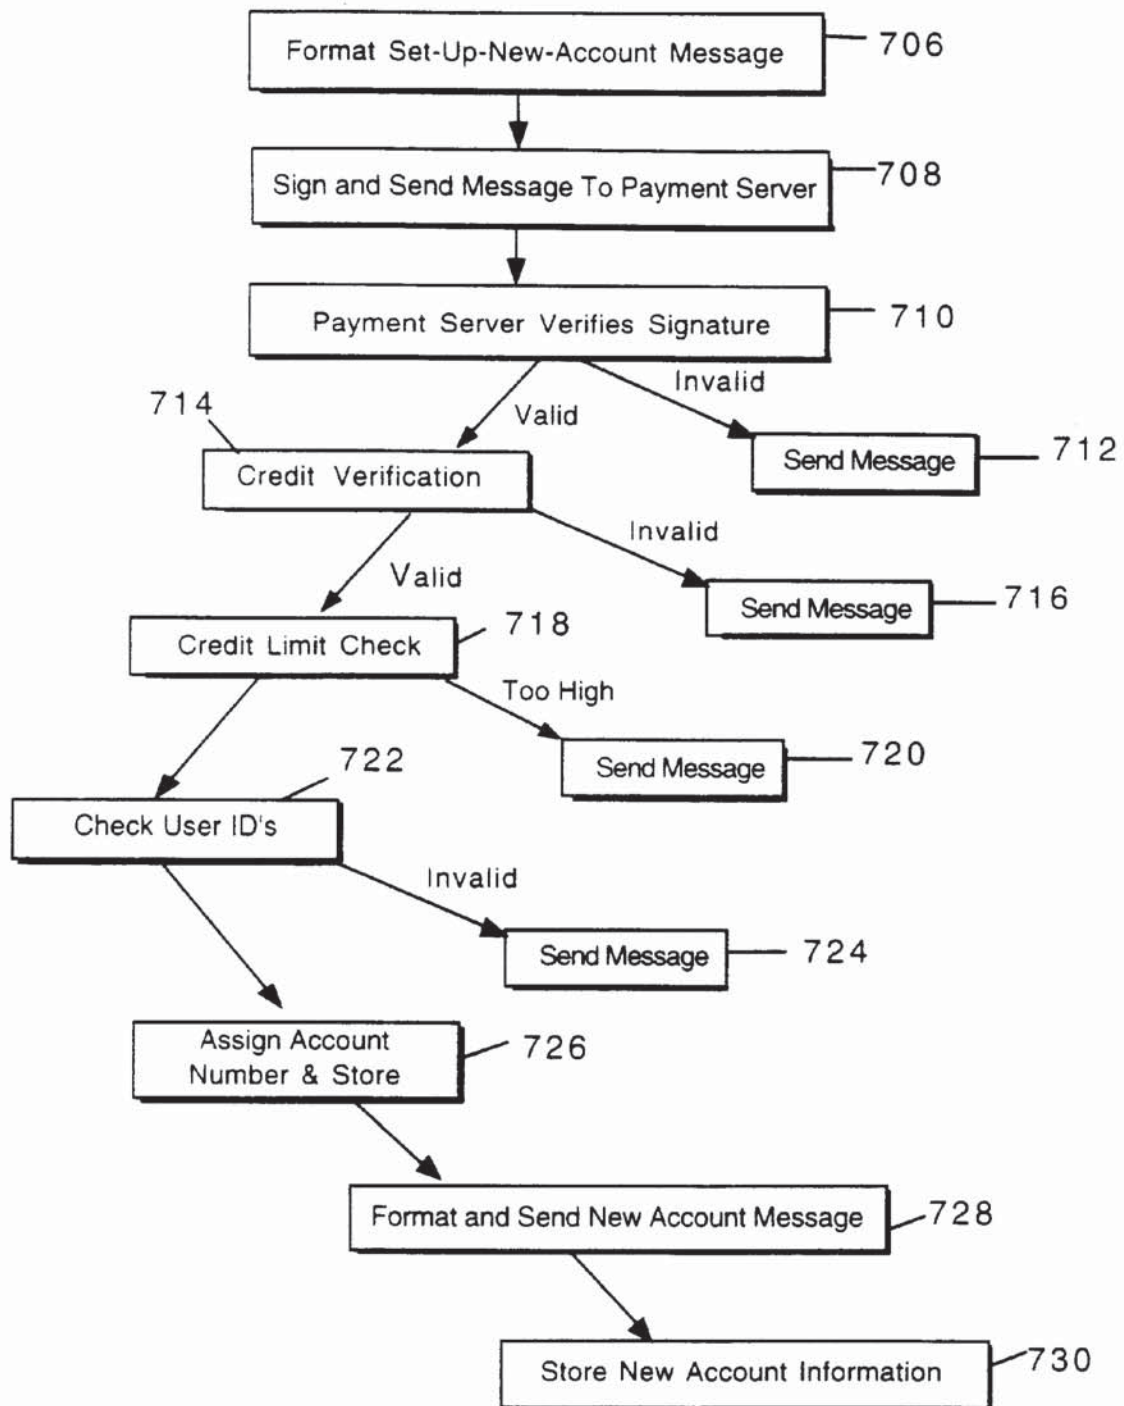 Format Set-Up-New-Account Message
706
Sign and Send Message To Payment Server
708
Payment Server Verifies Signature
710
Invalid
714
Valid
Send Message
712
Credit Verification
Invalid
Valid
Send Message
716
718
Credit Limit Check
Too High
722
Send Message
720
Check User ID's
Invalid
Send Message
724
Assign Account
Number & Store
726
Format and Send New Account Message
728
Store New Account Information
730